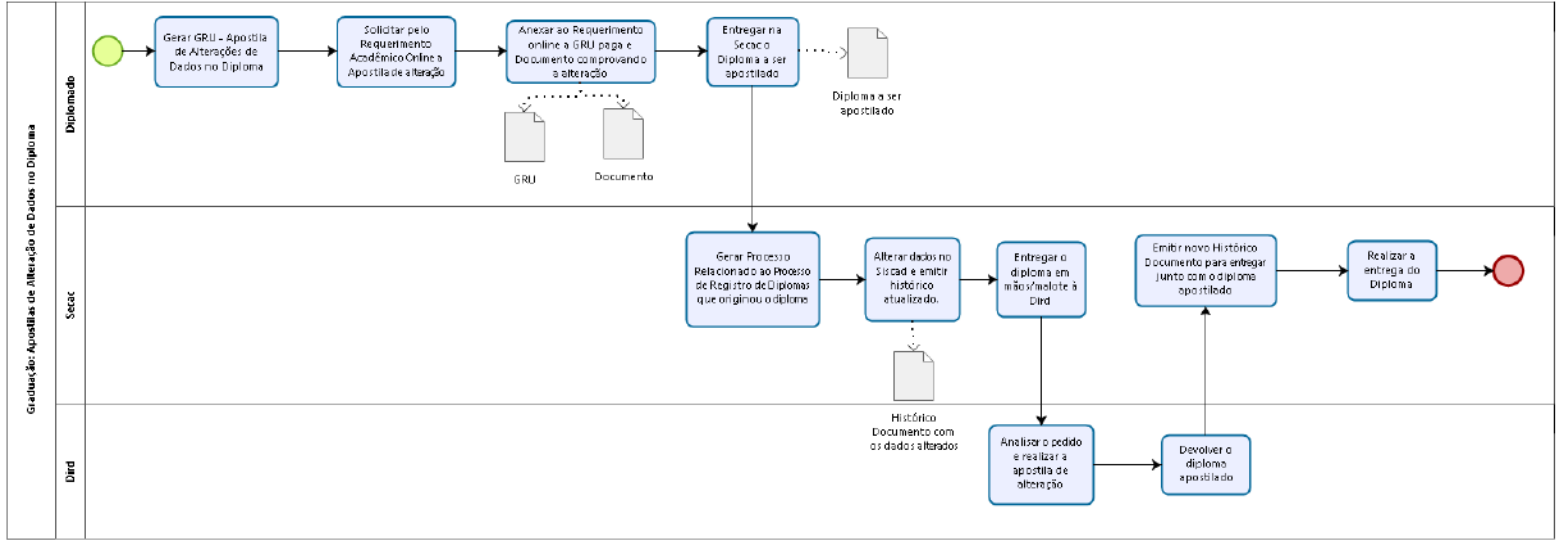 Graduação: Apostilas de Alteração de Dados no Diploma
Diplomado
Gerar GRU - Apostila
de Alterações de
Dados no Diploma
Solicitar pelo
Requerimento
Acadêmico Online a
Apostila de alteração
Anexar ao Requerimento
online a GRU paga e
Documento comprovando
a alteração
Entregar na
Secac o
Diploma a ser
apostilado
GRU
Documento
Diploma a ser
apostilado
Secac
Gerar Processo
Relacionado ao Processo
de Registro de Diplomas
que originou o diploma
Alterar dados no
Siscad e emitir
histórico
atualizado.
Entregar o
diploma em
mãos/malote à
Dird
Emitir novo Histórico
Documento para entregar
junto com o diploma
apostilado
Realizar a
entrega do
Diploma
Histórico
Documento com
os dados alterados
Dird
Analisar o pedido
e realizar a
apostila de
alteração
Devolver o
diploma
apostilado